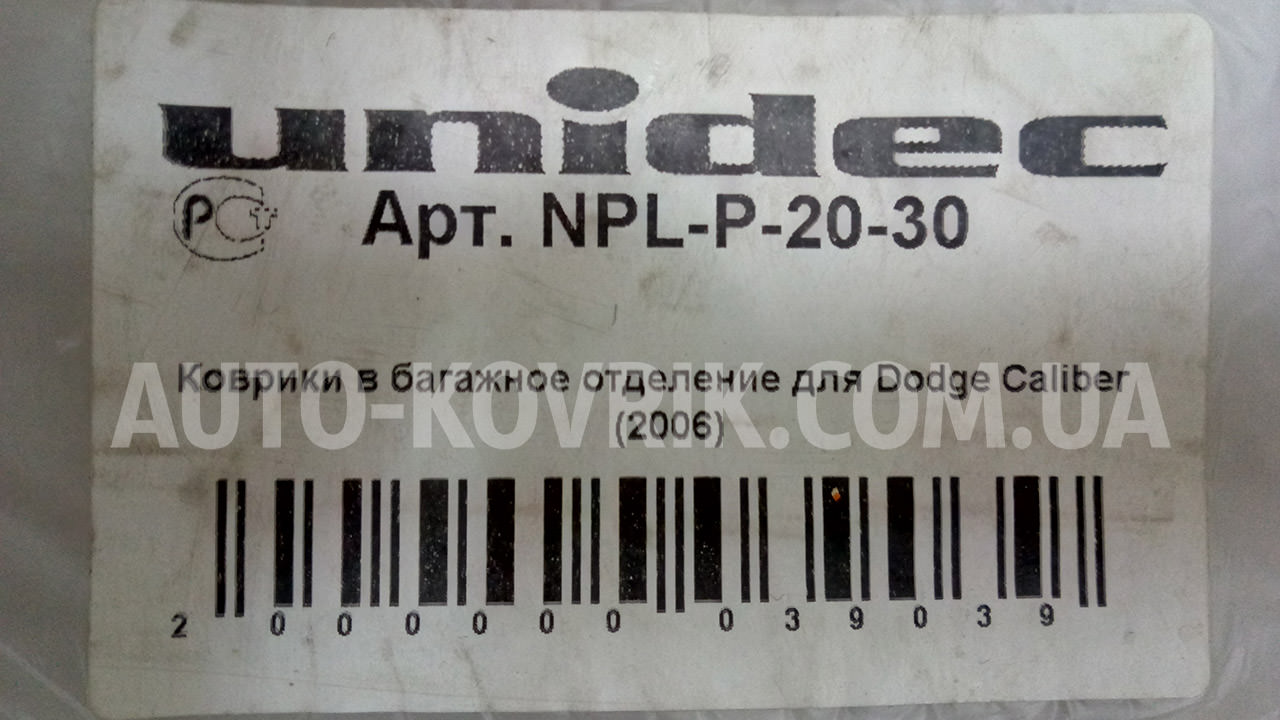 unidec
РСТ Арт. NPL-P-20-30
Коврики в багажное отделение для Dodge Caliber
AUTO-KOVRIK.COM.UA
(2006)
2 000000 039039